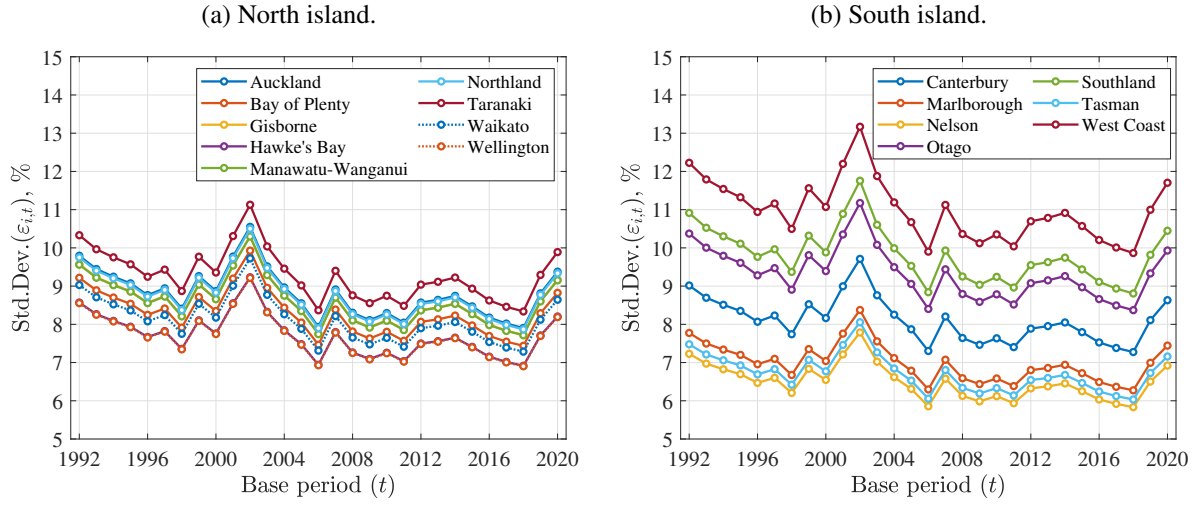 (a) North island.
15
14
13
12
11
10
9
8
7
6
5
Std.Dev.(ε_{i,t}), %
Auckland
Bay of Plenty
Gisborne
Hawke's Bay
Manawatu-Wanganui
Northland
Taranaki
Waikato
Wellington
1992 1996 2000 2004 2008 2012 2016 2020
Base period (t)
(b) South island.
15
14
13
12
11
10
9
8
7
6
5
Std.Dev.(ε_{i,t}), %
Canterbury
Marlborough
Nelson
Otago
Southland
Tasman
West Coast
1992 1996 2000 2004 2008 2012 2016 2020
Base period (t)